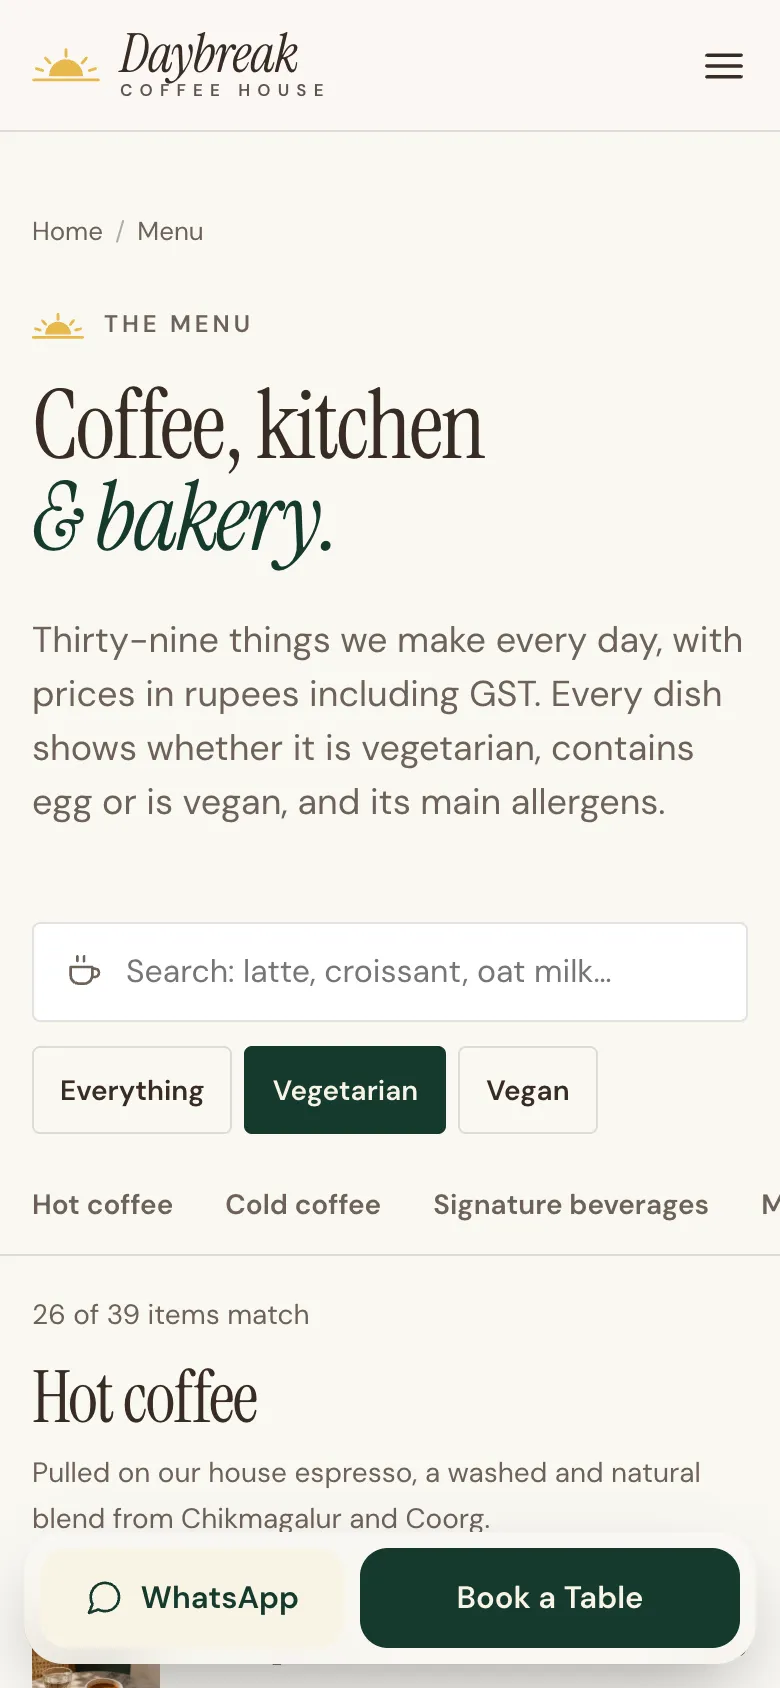 Daybreak
COFFEE HOUSE
Home / Menu
THE MENU
Coffee, kitchen
& bakery.
Thirty-nine things we make every day, with
prices in rupees including GST. Every dish
shows whether it is vegetarian, contains
egg or is vegan, and its main allergens.
Search: latte, croissant, oat milk...
Everything Vegetarian Vegan
Hot coffee Cold coffee Signature beverages M
26 of 39 items match
Hot coffee
Pulled on our house espresso, a washed and natural
blend from Chikmagalur and Coorg.
WhatsApp Book a Table